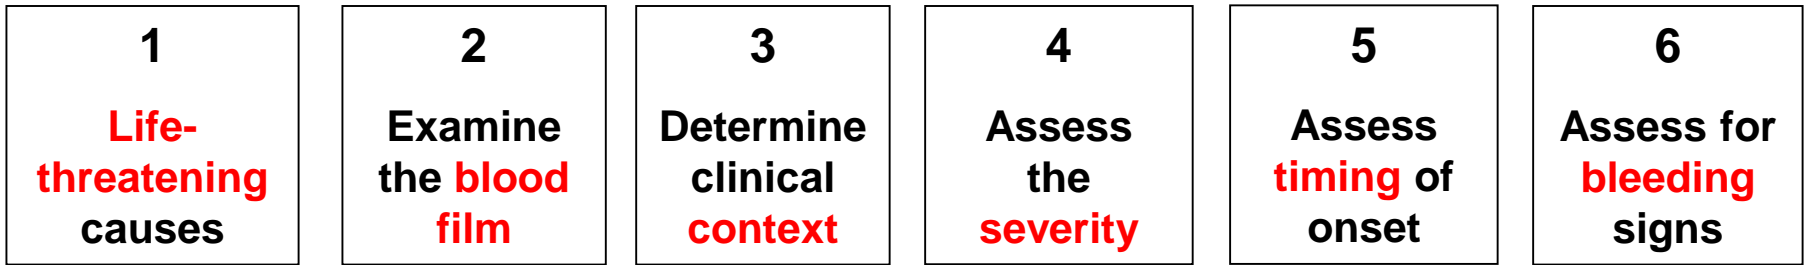 1
Life-
threatening
causes
2
Examine
the blood
film
3
Determine
clinical
context
4
Assess
the
severity
5
Assess
timing of
onset
6
Assess for
bleeding
signs